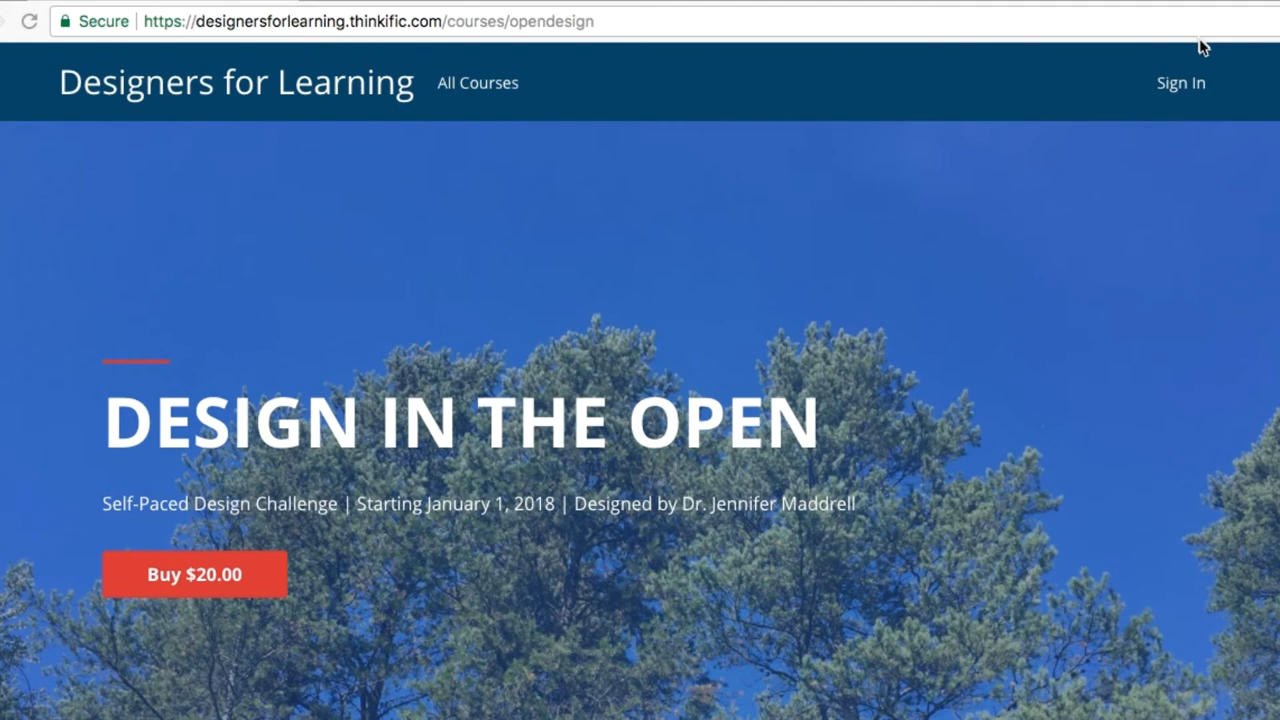 Secure https://designersforlearning.thinkific.com/courses/opendesign
Designers for Learning All Courses Sign In
DESIGN IN THE OPEN
Self-Paced Design Challenge | Starting January 1, 2018 | Designed by Dr. Jennifer Maddrell
Buy $20.00